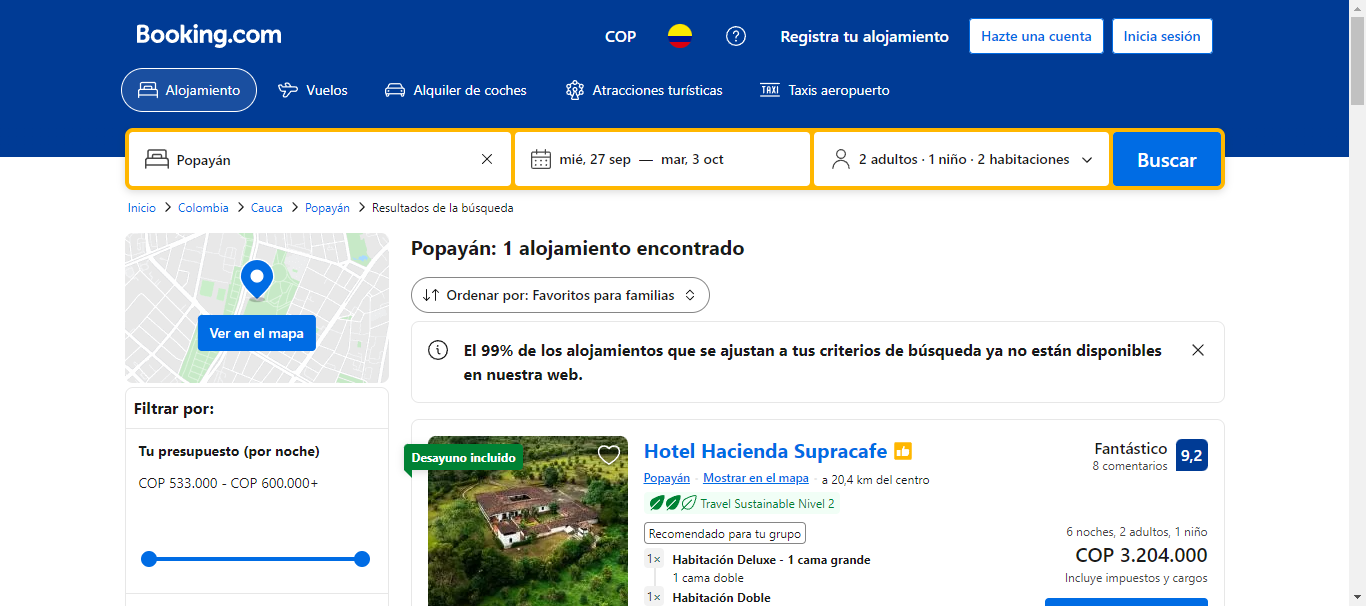 Booking.com
COP
Registra tu alojamiento
Hazte una cuenta
Inicia sesión
Alojamiento
Vuelos
Alquiler de coches
Atracciones turísticas
TAXI
Taxis aeropuerto
Popayán
mié, 27 sep — mar, 3 oct
2 adultos · 1 niño · 2 habitaciones
Buscar
Inicio > Colombia > Cauca > Popayán > Resultados de la búsqueda
Ver en el mapa
Filtrar por:
Tu presupuesto (por noche)
COP 533.000 - COP 600.000+
Popayán: 1 alojamiento encontrado
Ordenar por: Favoritos para familias
El 99% de los alojamientos que se ajustan a tus criterios de búsqueda ya no están disponibles
en nuestra web.
Desayuno incluido
Hotel Hacienda Supracafe
Popayán · Mostrar en el mapa · a 20,4 km del centro
Travel Sustainable Nivel 2
Recomendado para tu grupo
1× Habitación Deluxe - 1 cama grande
1 cama doble
1× Habitación Doble
Fantástico
8 comentarios
9,2
6 noches, 2 adultos, 1 niño
COP 3.204.000
Incluye impuestos y cargos